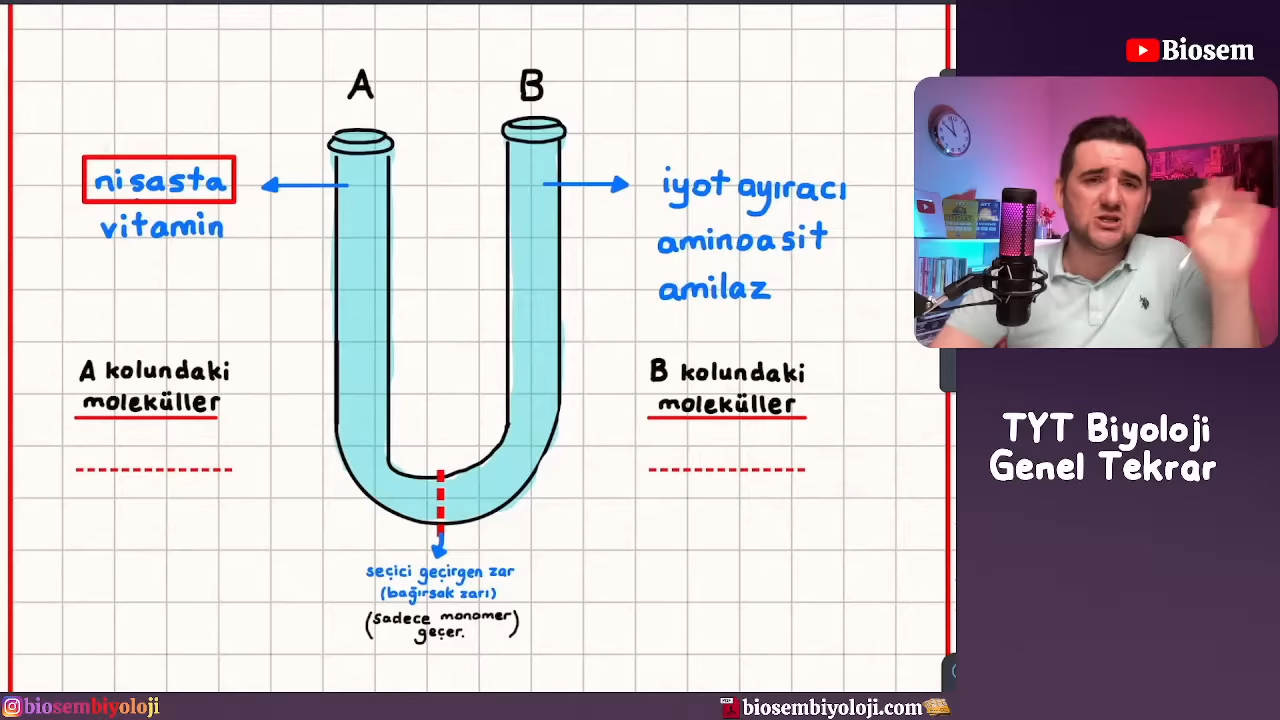 Biosem
A
B
nisasta
vitamin
iyot ayıracı
aminoasit
amilaz
A kolundaki
moleküller
B kolundaki
moleküller
seçici geçirgen zar
(bağırsak zarı)
(sadece monomer
geçer.)
TYT Biyoloji
Genel Tekrar
biosembiyoloji
biosembiyoloji.com